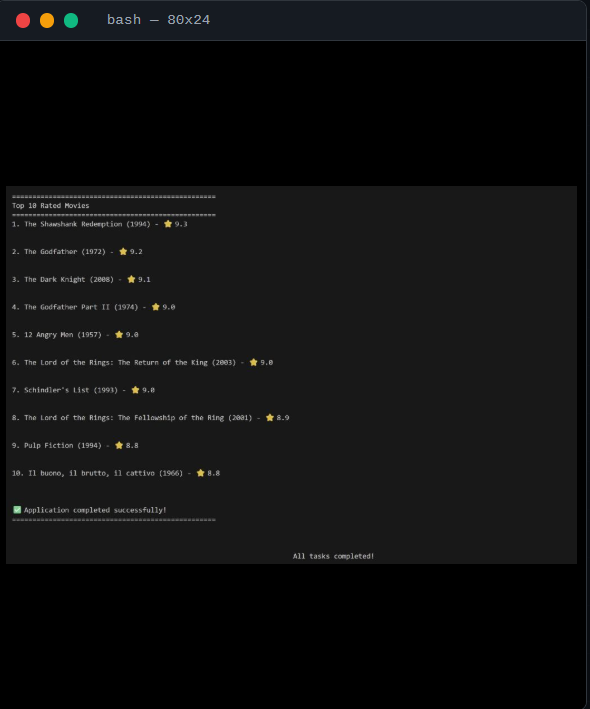 bash — 80x24
==================================================
Top 10 Rated Movies
==================================================
1. The Shawshank Redemption (1994) - ⭐ 9.3
2. The Godfather (1972) - ⭐ 9.2
3. The Dark Knight (2008) - ⭐ 9.1
4. The Godfather Part II (1974) - ⭐ 9.0
5. 12 Angry Men (1957) - ⭐ 9.0
6. The Lord of the Rings: The Return of the King (2003) - ⭐ 9.0
7. Schindler's List (1993) - ⭐ 9.0
8. The Lord of the Rings: The Fellowship of the Ring (2001) - ⭐ 8.9
9. Pulp Fiction (1994) - ⭐ 8.8
10. Il buono, il brutto, il cattivo (1966) - ⭐ 8.8
✅ Application completed successfully!
==================================================
All tasks completed!